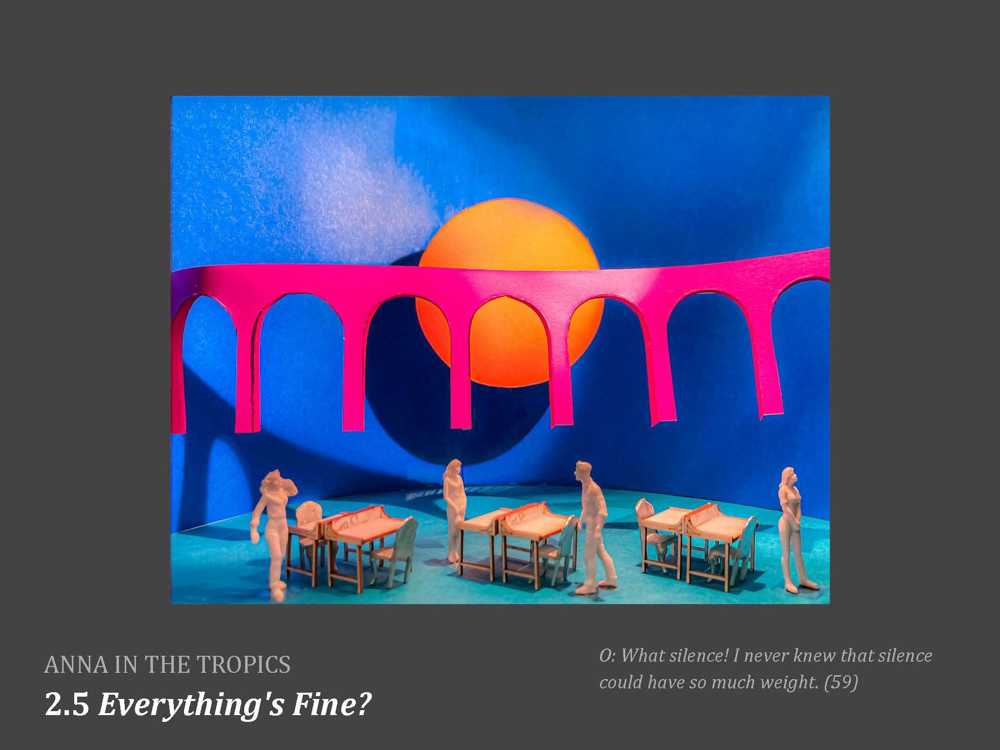 ANNA IN THE TROPICS
2.5 Everything's Fine?
O: What silence! I never knew that silence
could have so much weight. (59)